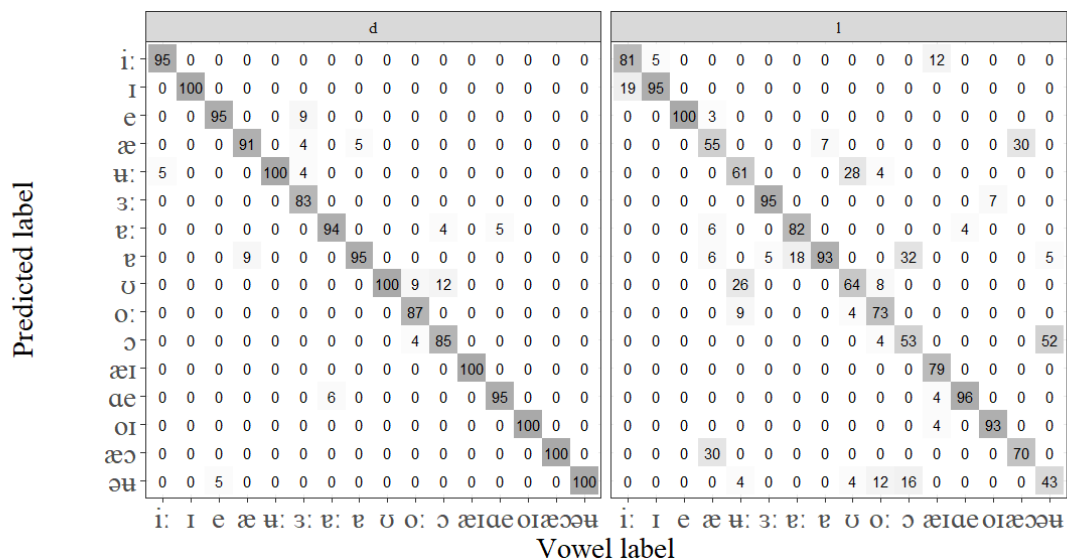 d l
iː 95 0 0 0 0 0 0 0 0 0 0 0 0 0 0 0 81 5 0 0 0 0 0 0 0 0 0 12 0 0 0 0
ɪ 0 100 0 0 0 0 0 0 0 0 0 0 0 0 0 0 19 95 0 0 0 0 0 0 0 0 0 0 0 0 0 0
e 0 0 95 0 0 9 0 0 0 0 0 0 0 0 0 0 0 0 100 3 0 0 0 0 0 0 0 0 0 0 0 0
æ 0 0 0 91 0 4 0 5 0 0 0 0 0 0 0 0 0 0 0 55 0 0 0 7 0 0 0 0 0 0 30 0
ʉː 5 0 0 0 100 4 0 0 0 0 0 0 0 0 0 0 0 0 0 0 61 0 0 0 28 4 0 0 0 0 0 0
ɜː 0 0 0 0 0 83 0 0 0 0 0 0 0 0 0 0 0 0 0 0 0 95 0 0 0 0 0 0 0 7 0 0
ɐː 0 0 0 0 0 0 94 0 0 0 4 0 5 0 0 0 0 0 0 6 0 0 82 0 0 0 0 0 4 0 0 0
ɐ 0 0 0 9 0 0 0 95 0 0 0 0 0 0 0 0 0 0 0 6 0 5 18 93 0 0 32 0 0 0 0 5
ʊ 0 0 0 0 0 0 0 0 100 9 12 0 0 0 0 0 0 0 0 0 26 0 0 0 64 8 0 0 0 0 0 0
oː 0 0 0 0 0 0 0 0 0 87 0 0 0 0 0 0 0 0 0 0 9 0 0 0 4 73 0 0 0 0 0 0
ɔ 0 0 0 0 0 0 0 0 0 4 85 0 0 0 0 0 0 0 0 0 0 0 0 0 0 4 53 0 0 0 0 52
æɪ 0 0 0 0 0 0 0 0 0 0 0 100 0 0 0 0 0 0 0 0 0 0 0 0 0 0 0 79 0 0 0 0
ɑe 0 0 0 0 0 0 6 0 0 0 0 0 95 0 0 0 0 0 0 0 0 0 0 0 0 0 0 4 96 0 0 0
oɪ 0 0 0 0 0 0 0 0 0 0 0 0 0 100 0 0 0 0 0 0 0 0 0 0 0 0 0 4 0 93 0 0
æɔ 0 0 0 0 0 0 0 0 0 0 0 0 0 0 100 0 0 0 0 30 0 0 0 0 0 0 0 0 0 0 70 0
əʉ 0 0 5 0 0 0 0 0 0 0 0 0 0 0 0 100 0 0 0 0 4 0 0 0 4 12 16 0 0 0 0 43
iː ɪ e æ ʉː ɜː ɐː ɐ ʊ oː ɔ æɪ ɑe oɪ æɔ əʉ iː ɪ e æ ʉː ɜː ɐː ɐ ʊ oː ɔ æɪ ɑe oɪ æɔ əʉ
Vowel label
Predicted label